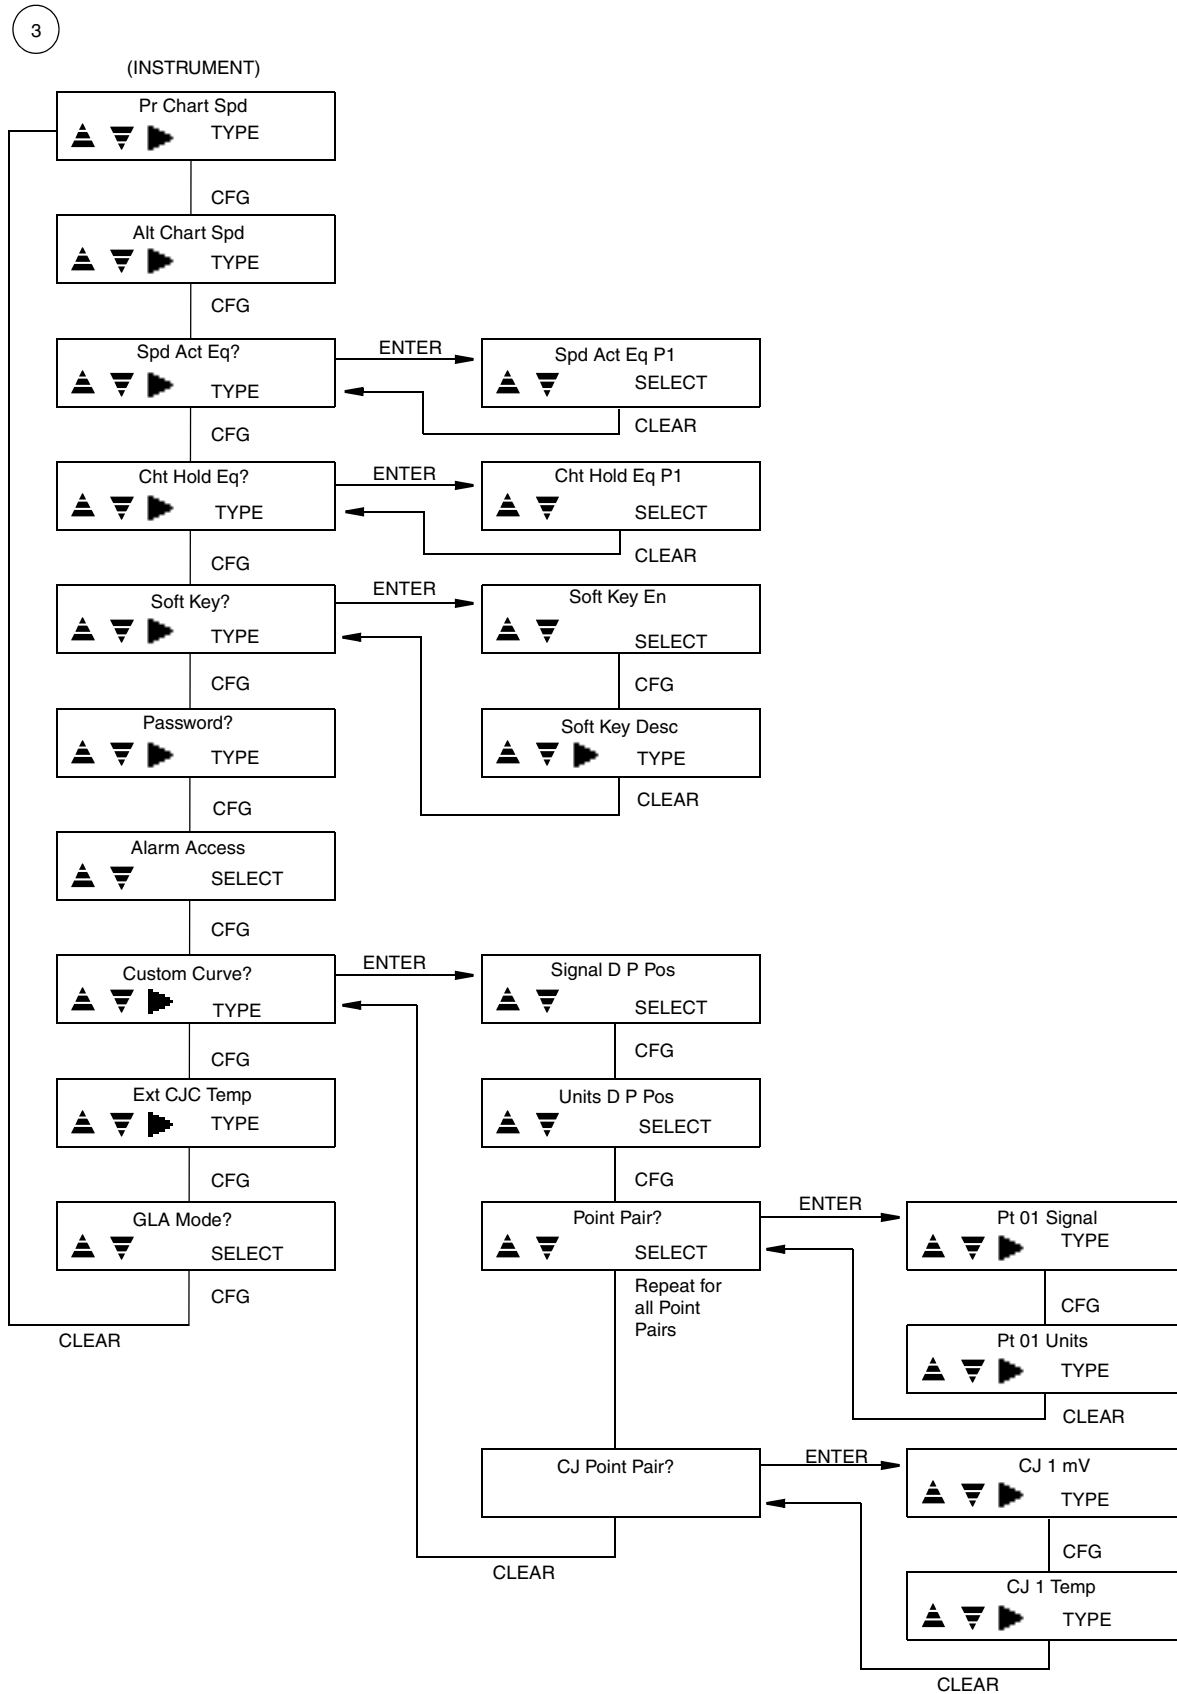 3
(INSTRUMENT)
Pr Chart Spd
TYPE
CFG
Alt Chart Spd
TYPE
CFG
Spd Act Eq?
TYPE
ENTER
Spd Act Eq P1
SELECT
CLEAR
CFG
Cht Hold Eq?
TYPE
ENTER
Cht Hold Eq P1
SELECT
CLEAR
CFG
Soft Key?
TYPE
ENTER
Soft Key En
SELECT
CFG
Soft Key Desc
TYPE
CLEAR
CFG
Password?
TYPE
CFG
Alarm Access
SELECT
CFG
Custom Curve?
TYPE
ENTER
Signal D P Pos
SELECT
CFG
Units D P Pos
SELECT
CFG
Point Pair?
SELECT
Repeat for
all Point
Pairs
ENTER
Pt 01 Signal
TYPE
CFG
Pt 01 Units
TYPE
CLEAR
CJ Point Pair?
ENTER
CJ 1 mV
TYPE
CFG
CJ 1 Temp
TYPE
CLEAR
CLEAR
CFG
Ext CJC Temp
TYPE
CFG
GLA Mode?
SELECT
CFG
CLEAR